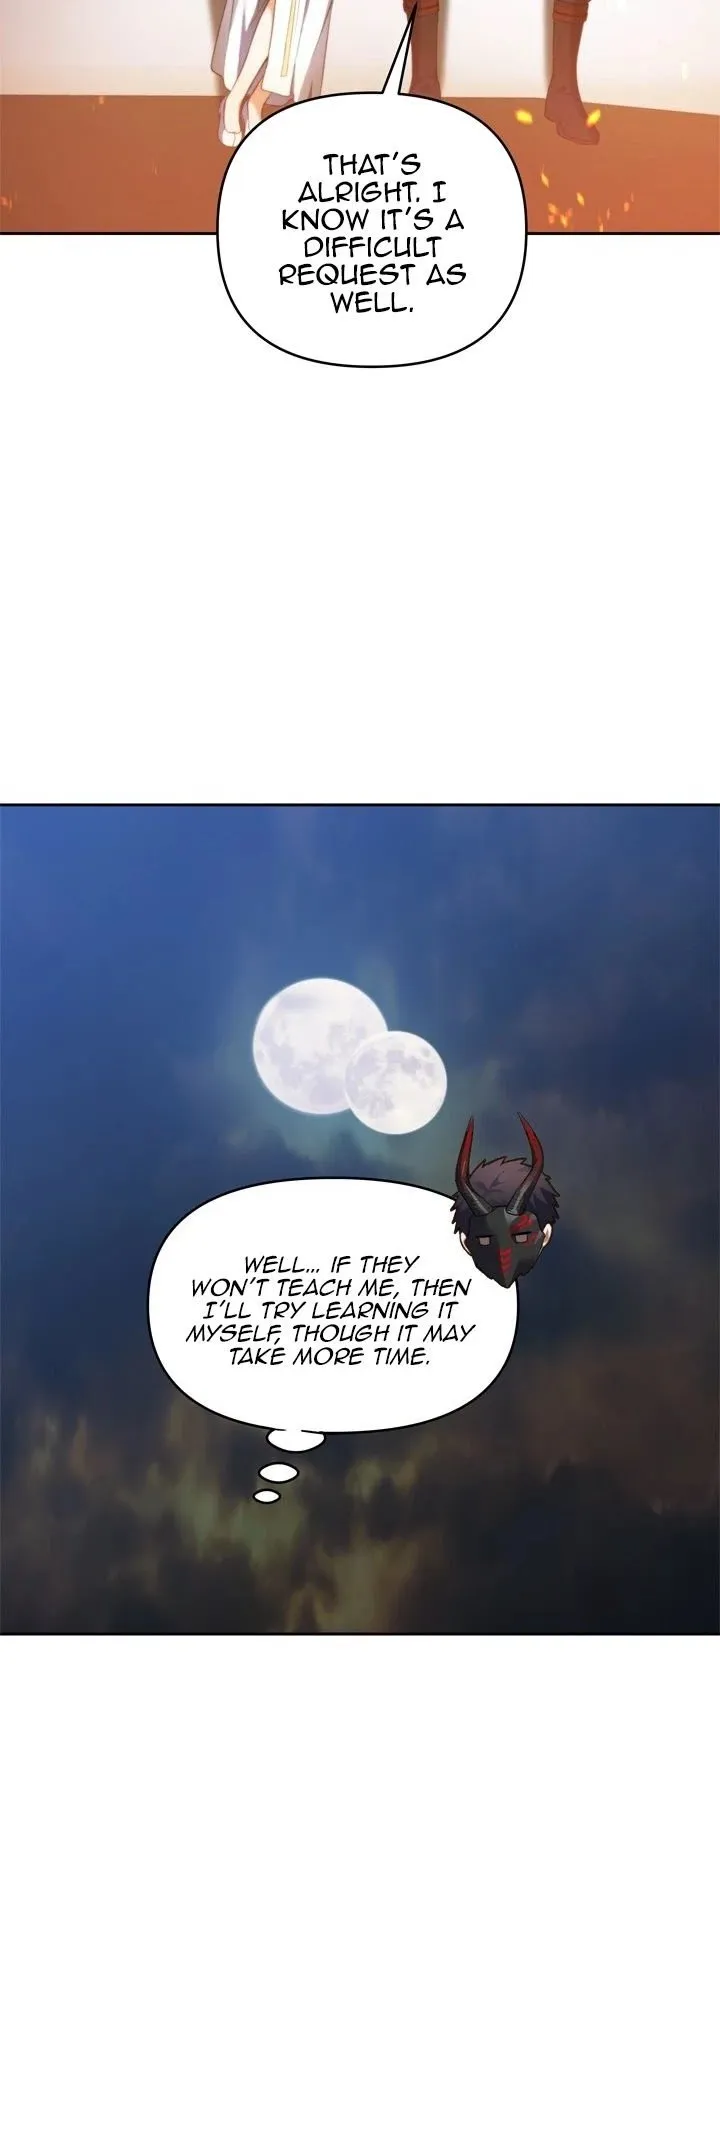 THAT'S
ALRIGHT. I
KNOW IT'S A
DIFFICULT
REQUEST AS
WELL.
WELL... IF THEY
WON'T TEACH ME, THEN
I'LL TRY LEARNING IT
MYSELF, THOUGH IT MAY
TAKE MORE TIME.